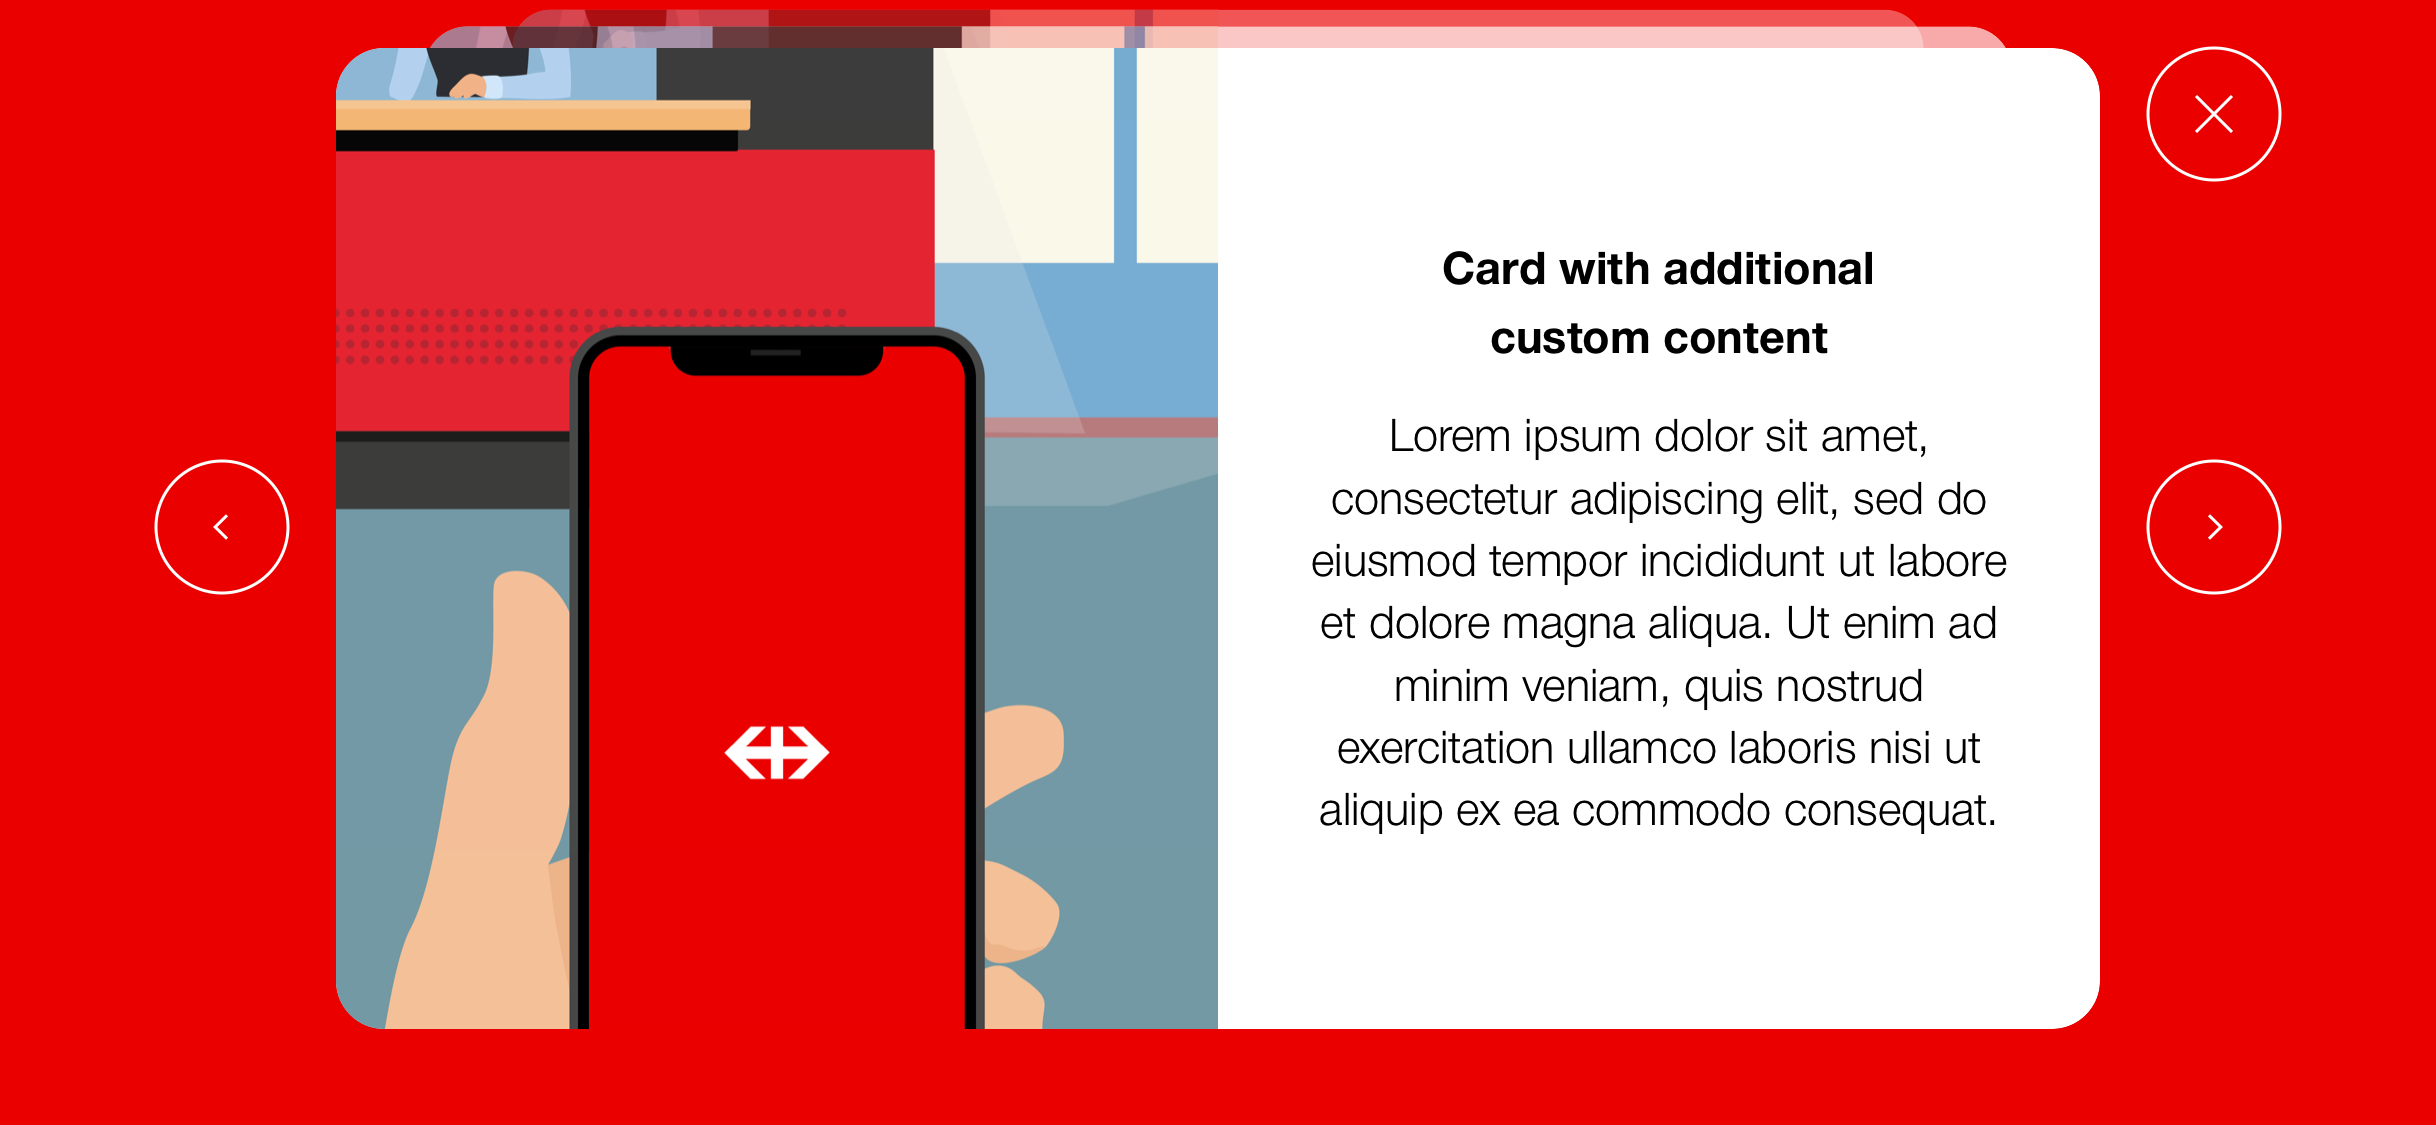 Card with additional
custom content
Lorem ipsum dolor sit amet,
consectetur adipiscing elit, sed do
eiusmod tempor incididunt ut labore
et dolore magna aliqua. Ut enim ad
minim veniam, quis nostrud
exercitation ullamco laboris nisi ut
aliquip ex ea commodo consequat.